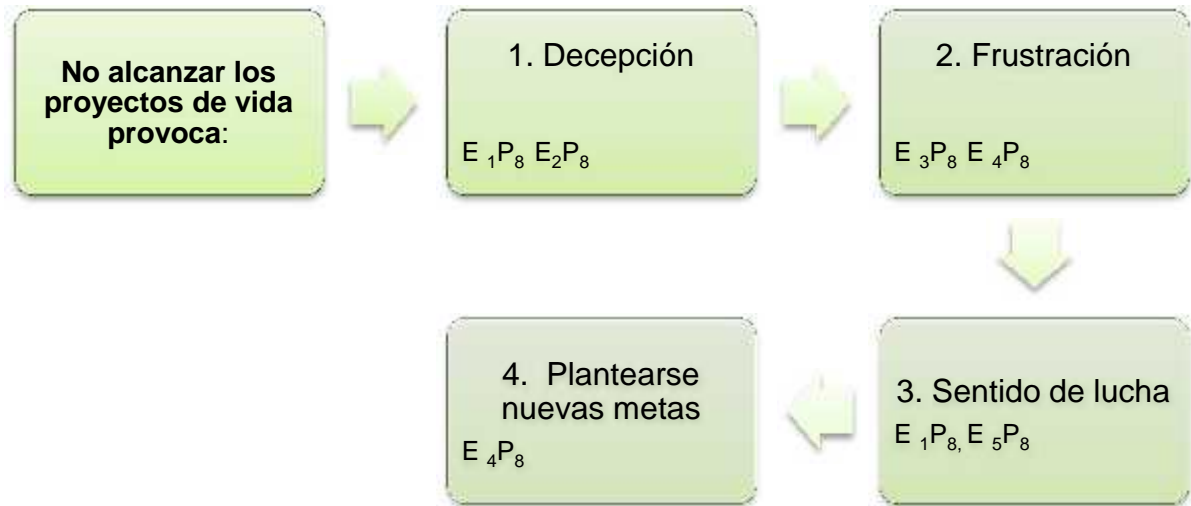 No alcanzar los
proyectos de vida
provoca:
1. Decepción
E ₁P₈ E₂P₈
2. Frustración
E ₃P₈ E ₄P₈
3. Sentido de lucha
E ₁P₈, E ₅P₈
4. Plantearse
nuevas metas
E ₄P₈